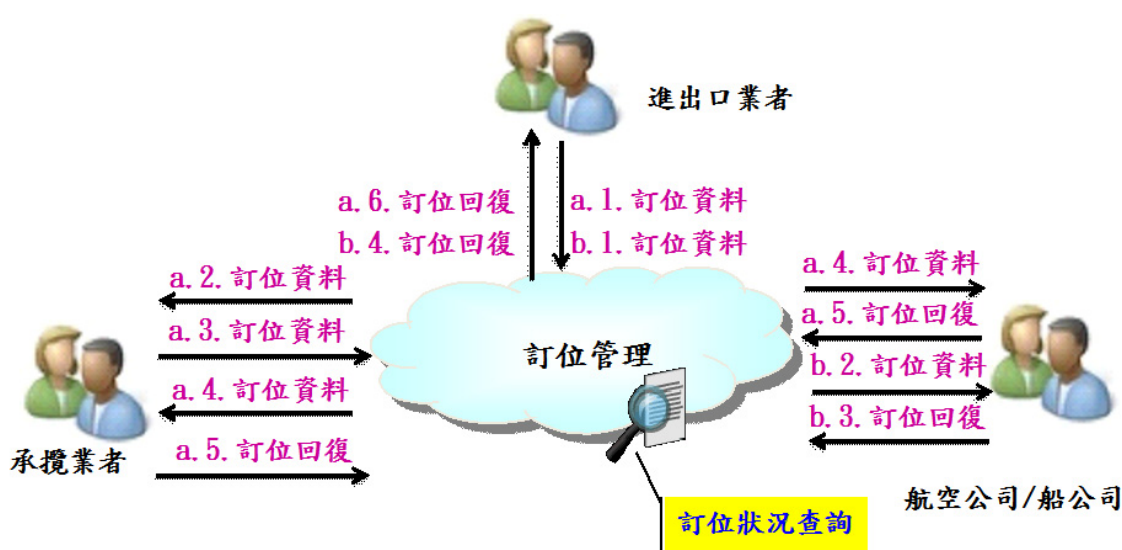 進出口業者
a.6.訂位回復
a.1.訂位資料
b.4.訂位回復
b.1.訂位資料
a.2.訂位資料
a.3.訂位資料
a.4.訂位資料
a.5.訂位回復
承攬業者
訂位管理
a.4.訂位資料
a.5.訂位回復
b.2.訂位資料
b.3.訂位回復
航空公司/船公司
訂位狀況查詢